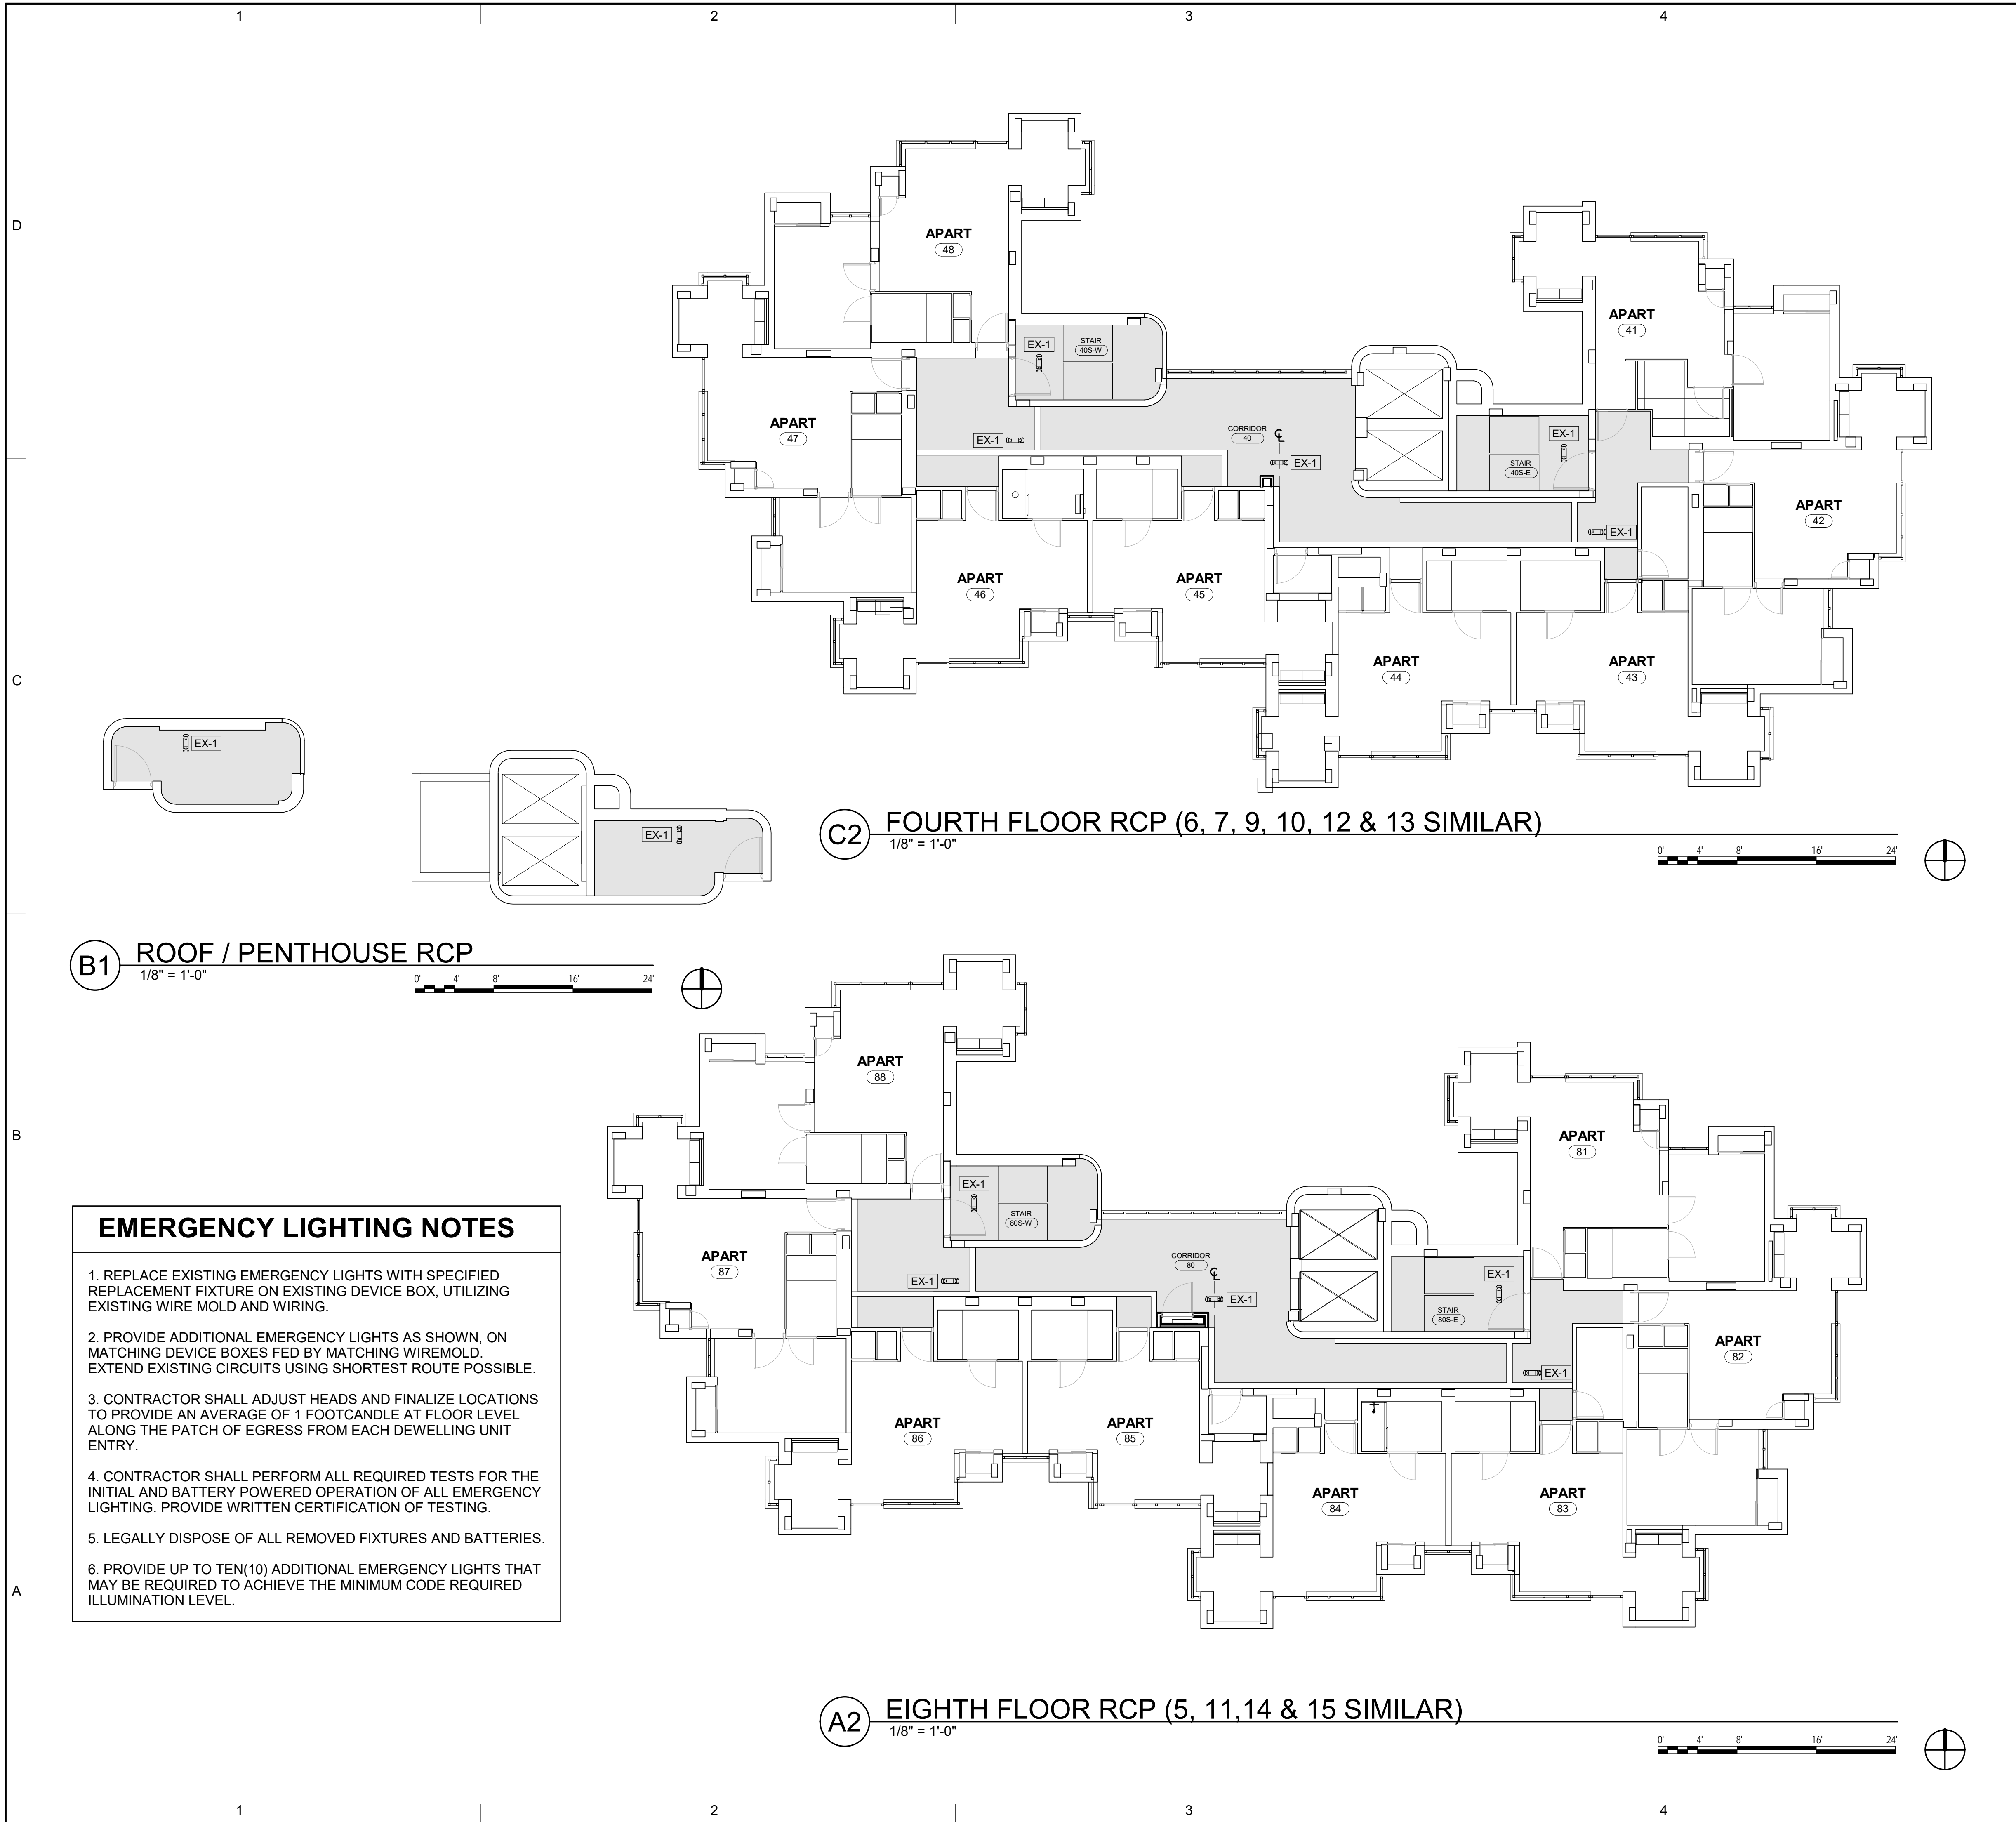 1 2 3 4
D
C
B
A
APART
48
APART
47
EX-1
STAIR
40S-W
EX-1
CORRIDOR
40
℄
EX-1
APART
41
EX-1
STAIR
40S-E
EX-1
APART
42
APART
46
APART
45
APART
44
APART
43
C2
FOURTH FLOOR RCP (6, 7, 9, 10, 12 & 13 SIMILAR)
1/8" = 1'-0"
0' 4' 8' 16' 24'
EX-1
EX-1
B1
ROOF / PENTHOUSE RCP
1/8" = 1'-0"
0' 4' 8' 16' 24'
APART
88
APART
87
EX-1
STAIR
80S-W
EX-1
CORRIDOR
80
℄
EX-1
APART
81
EX-1
STAIR
80S-E
EX-1
APART
82
APART
86
APART
85
APART
84
APART
83
EMERGENCY LIGHTING NOTES
1. REPLACE EXISTING EMERGENCY LIGHTS WITH SPECIFIED
REPLACEMENT FIXTURE ON EXISTING DEVICE BOX, UTILIZING
EXISTING WIRE MOLD AND WIRING.
2. PROVIDE ADDITIONAL EMERGENCY LIGHTS AS SHOWN, ON
MATCHING DEVICE BOXES FED BY MATCHING WIREMOLD.
EXTEND EXISTING CIRCUITS USING SHORTEST ROUTE POSSIBLE.
3. CONTRACTOR SHALL ADJUST HEADS AND FINALIZE LOCATIONS
TO PROVIDE AN AVERAGE OF 1 FOOTCANDLE AT FLOOR LEVEL
ALONG THE PATCH OF EGRESS FROM EACH DEWELLING UNIT
ENTRY.
4. CONTRACTOR SHALL PERFORM ALL REQUIRED TESTS FOR THE
INITIAL AND BATTERY POWERED OPERATION OF ALL EMERGENCY
LIGHTING. PROVIDE WRITTEN CERTIFICATION OF TESTING.
5. LEGALLY DISPOSE OF ALL REMOVED FIXTURES AND BATTERIES.
6. PROVIDE UP TO TEN(10) ADDITIONAL EMERGENCY LIGHTS THAT
MAY BE REQUIRED TO ACHIEVE THE MINIMUM CODE REQUIRED
ILLUMINATION LEVEL.
A2
EIGHTH FLOOR RCP (5, 11,14 & 15 SIMILAR)
1/8" = 1'-0"
0' 4' 8' 16' 24'
1 2 3 4